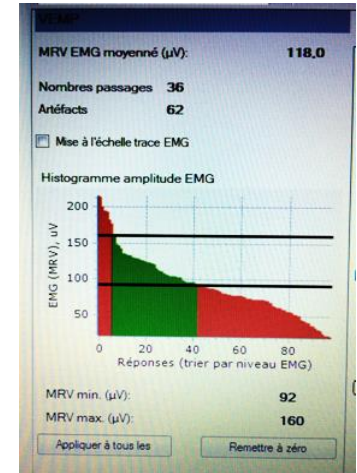 VEMP
MRV EMG moyenné (µV): 118,0
Nombres passages 36
Artéfacts 62
Mise à l'échelle trace EMG
Histogramme amplitude EMG
200
150
100
50
EMG (MRV), uV
0 20 40 60 80
Réponses (trier par niveau EMG)
MRV min. (µV): 92
MRV max. (µV): 160
Appliquer à tous les Remettre à zéro